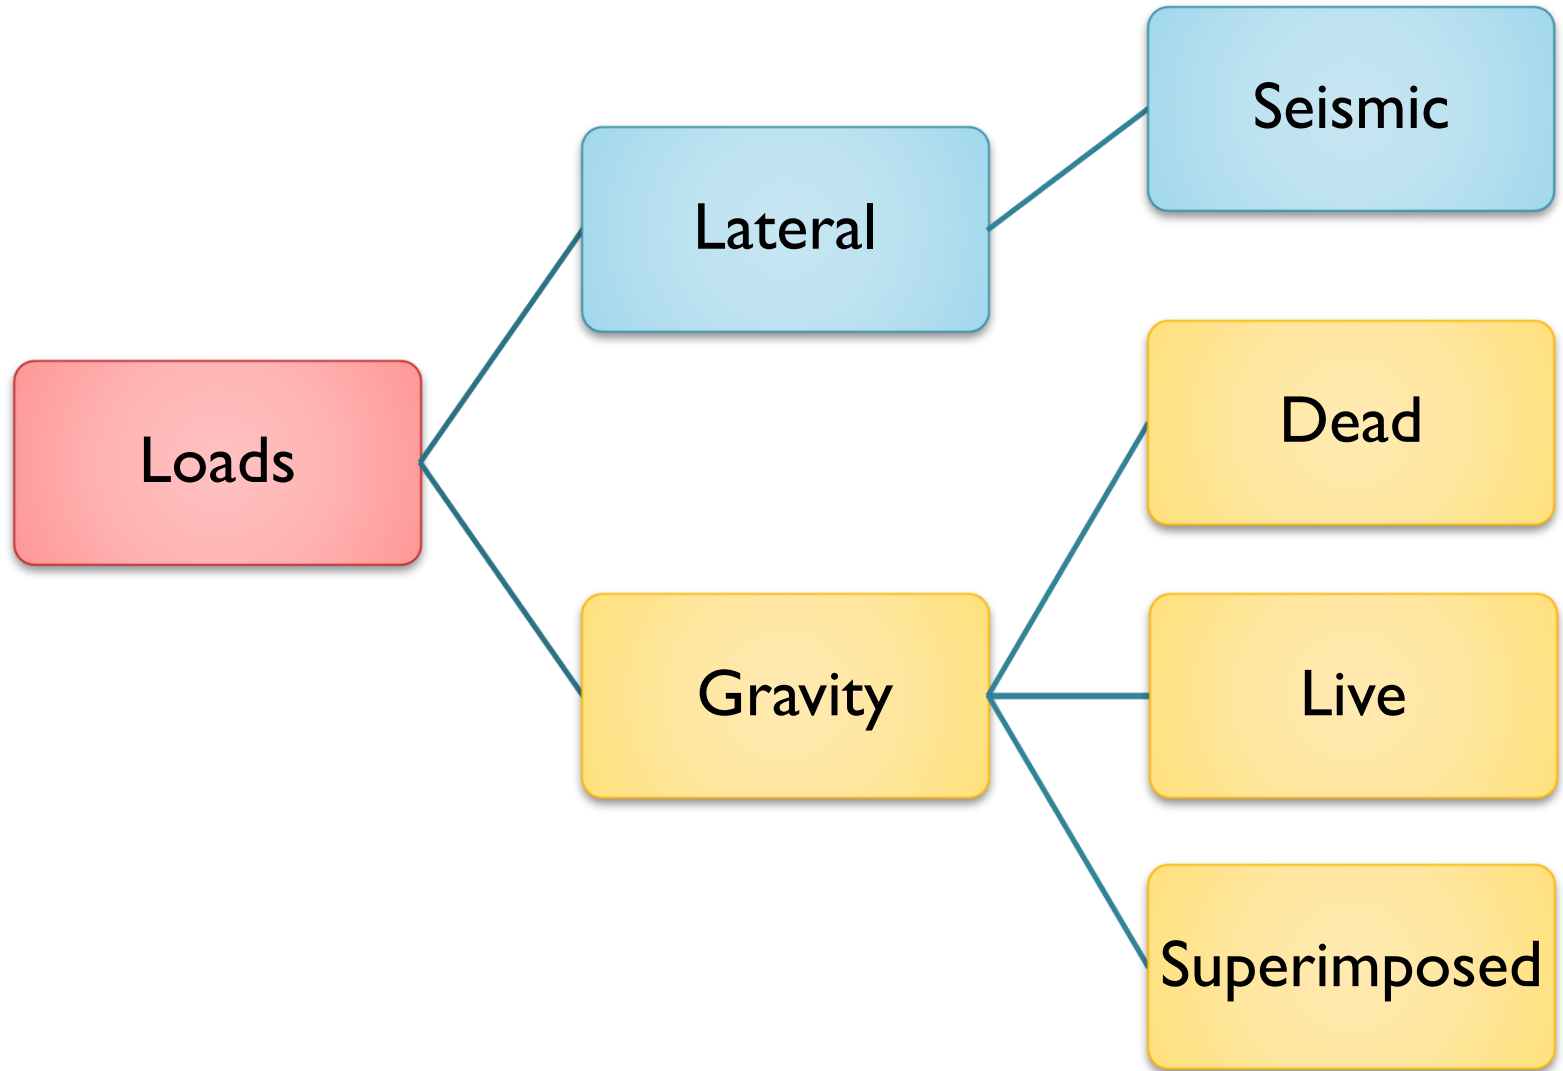 Loads
Lateral
Seismic
Gravity
Dead
Live
Superimposed